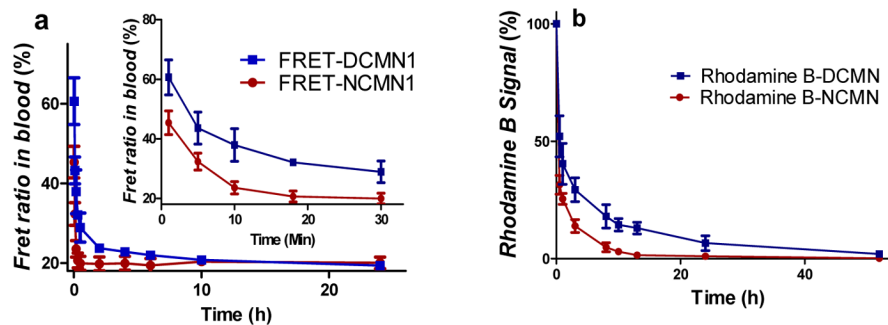 a
Fret ratio in blood (%)
80
60
40
20
0
10
20
Time (h)
Fret ratio in blood (%)
80
60
40
20
0
10
20
30
Time (Min)
FRET-DCMN1
FRET-NCMN1
b
Rhodamine B Signal (%)
100
50
0
0
20
40
Time (h)
Rhodamine B-DCMN
Rhodamine B-NCMN